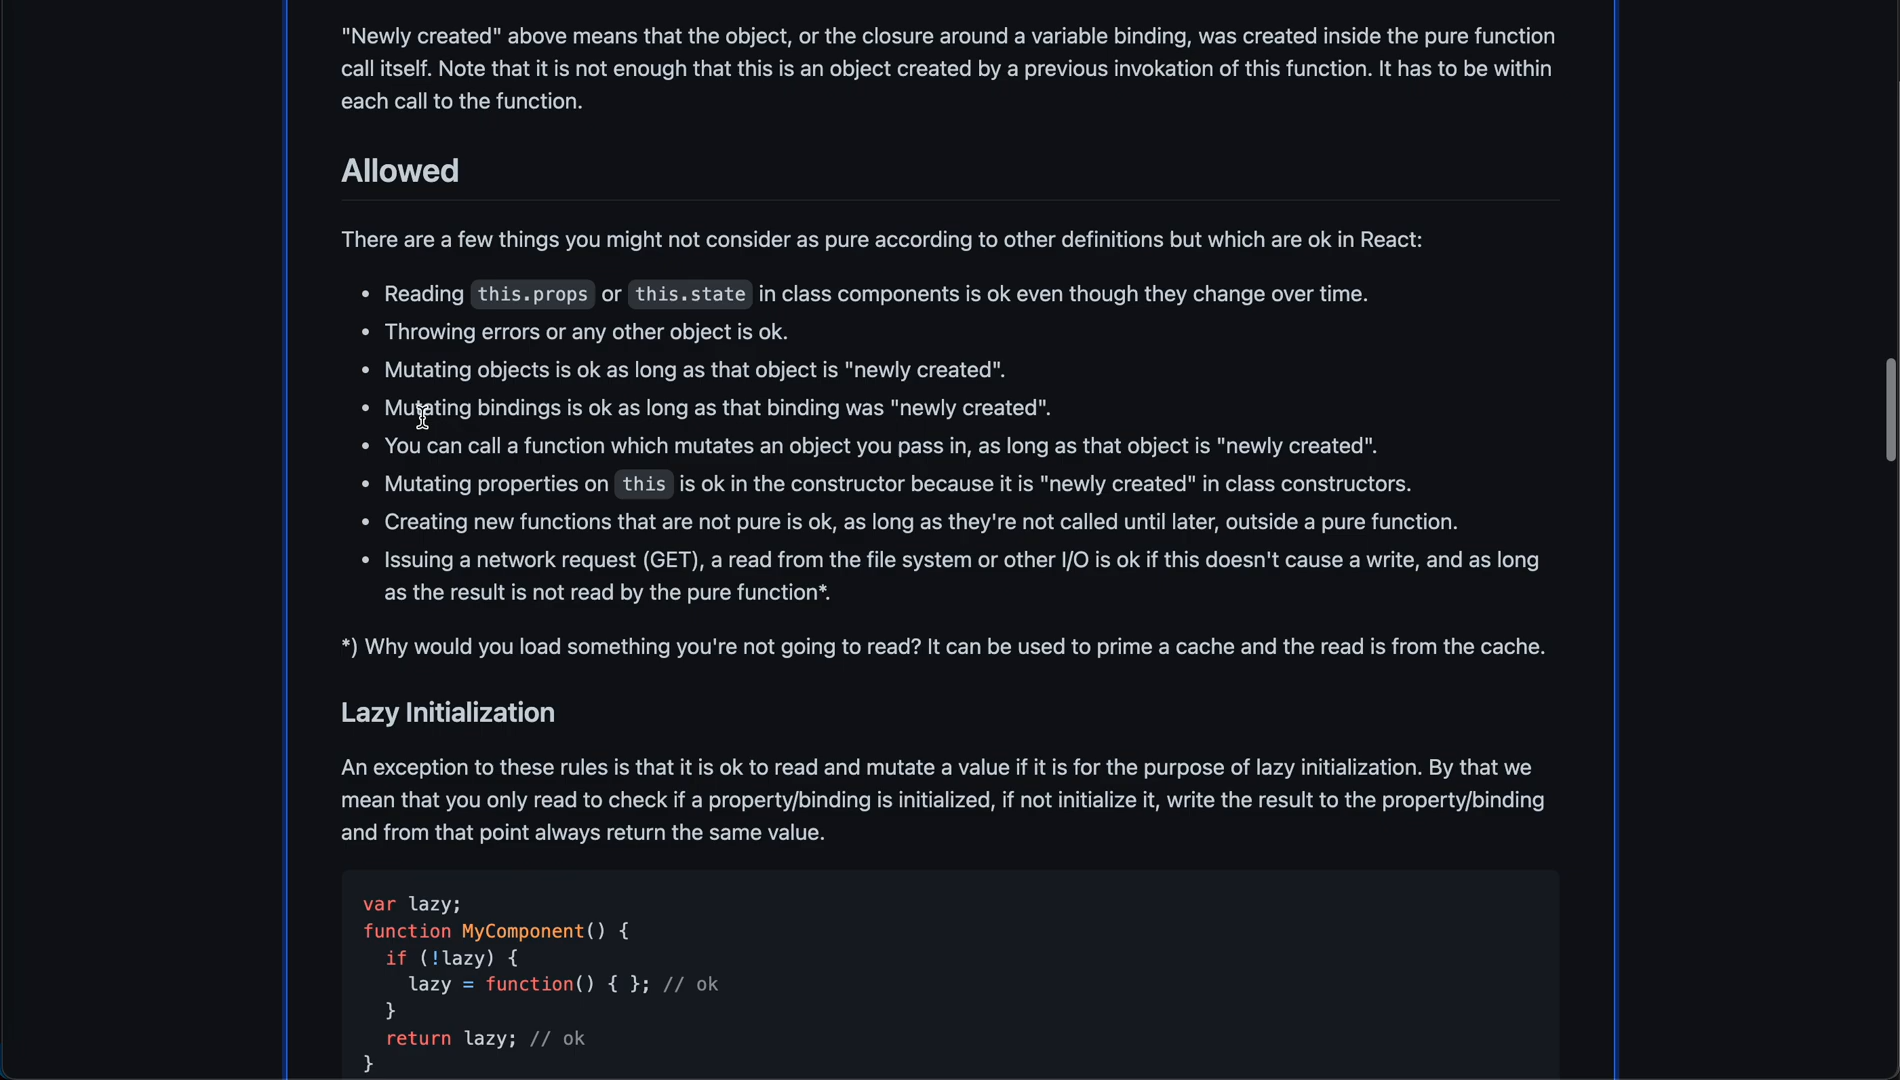 "Newly created" above means that the object, or the closure around a variable binding, was created inside the pure function
call itself. Note that it is not enough that this is an object created by a previous invokation of this function. It has to be within
each call to the function.
Allowed
There are a few things you might not consider as pure according to other definitions but which are ok in React:
• Reading this.props or this.state in class components is ok even though they change over time.
• Throwing errors or any other object is ok.
• Mutating objects is ok as long as that object is "newly created".
• Mutating bindings is ok as long as that binding was "newly created".
• You can call a function which mutates an object you pass in, as long as that object is "newly created".
• Mutating properties on this is ok in the constructor because it is "newly created" in class constructors.
• Creating new functions that are not pure is ok, as long as they're not called until later, outside a pure function.
• Issuing a network request (GET), a read from the file system or other I/O is ok if this doesn't cause a write, and as long
as the result is not read by the pure function*.
*) Why would you load something you're not going to read? It can be used to prime a cache and the read is from the cache.
Lazy Initialization
An exception to these rules is that it is ok to read and mutate a value if it is for the purpose of lazy initialization. By that we
mean that you only read to check if a property/binding is initialized, if not initialize it, write the result to the property/binding
and from that point always return the same value.
var lazy;
function MyComponent() {
  if (!lazy) {
    lazy = function() { }; // ok
  }
  return lazy; // ok
}